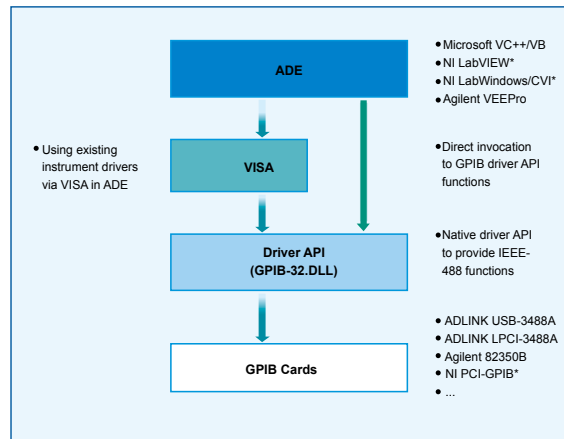 ADE
● Microsoft VC++/VB
● NI LabVIEW*
● NI LabWindows/CVI*
● Agilent VEEPro
● Using existing
instrument drivers
via VISA in ADE
VISA
● Direct invocation
to GPIB driver API
functions
Driver API
(GPIB-32.DLL)
● Native driver API
to provide IEEE-
488 functions
GPIB Cards
● ADLINK USB-3488A
● ADLINK LPCI-3488A
● Agilent 82350B
● NI PCI-GPIB*
● ...